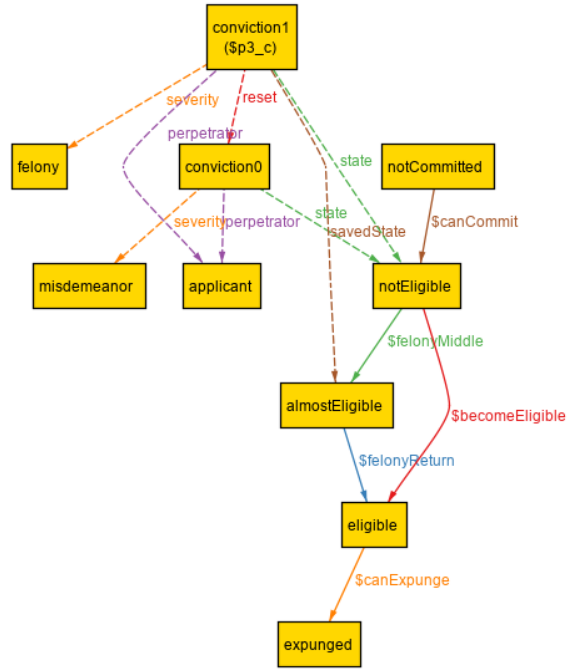 conviction1
($p3_c)
severity
reset
perpetrator
state
felony
conviction0
notCommitted
severity
perpetrator
state
savedState
$canCommit
misdemeanor
applicant
notEligible
$felonyMiddle
almostEligible
$becomeEligible
$felonyReturn
eligible
$canExpunge
expunged